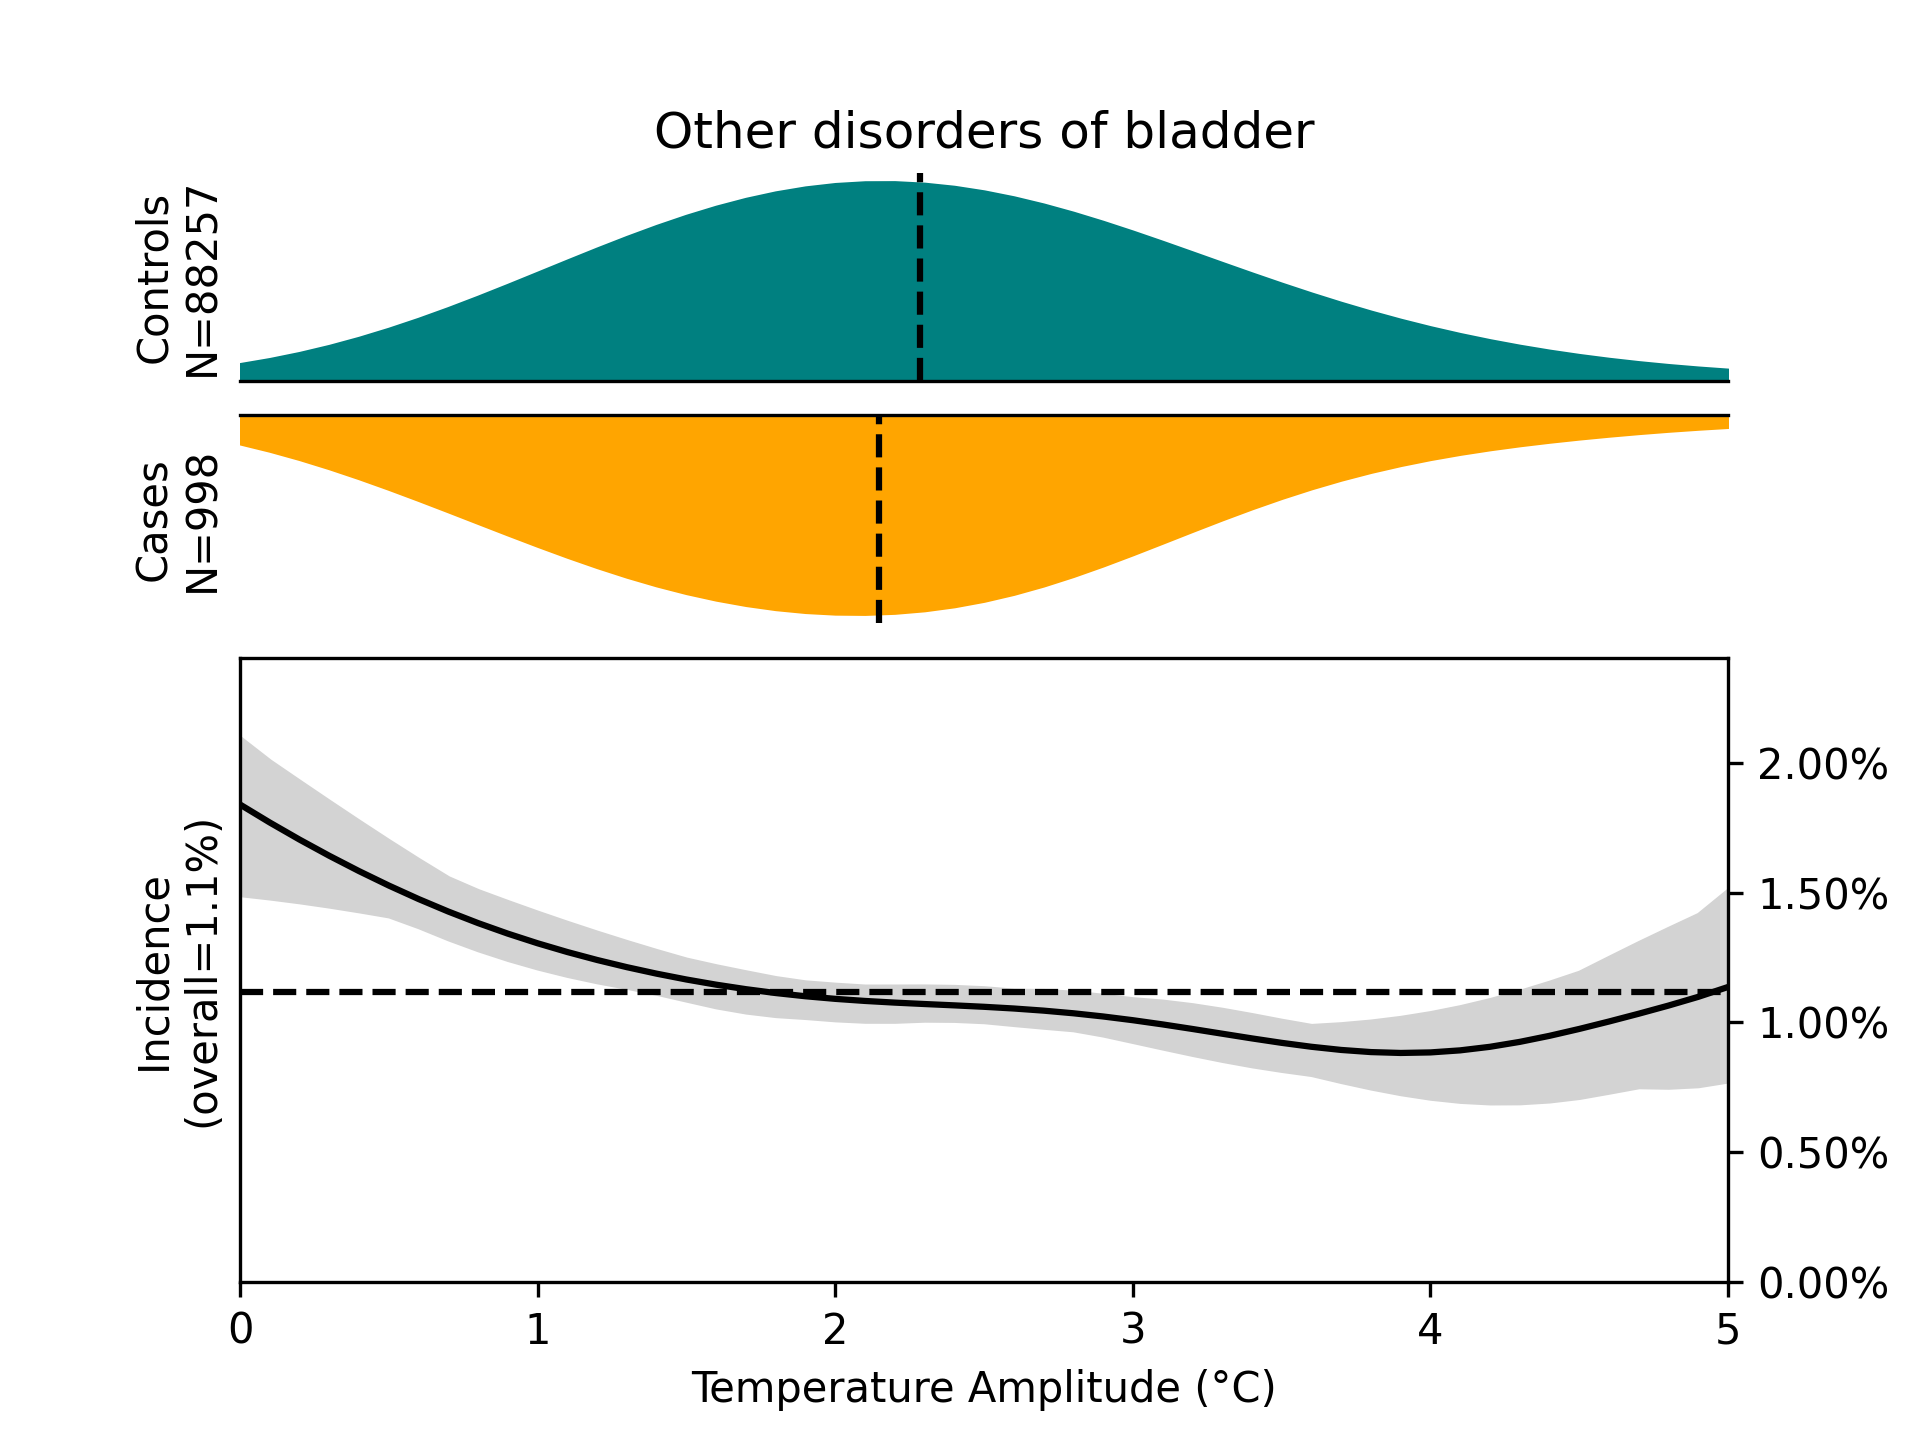 Other disorders of bladder
Controls
N=88257
Cases
N=998
Incidence
(overall=1.1%)
2.00%
1.50%
1.00%
0.50%
0.00%
0 1 2 3 4 5
Temperature Amplitude (°C)